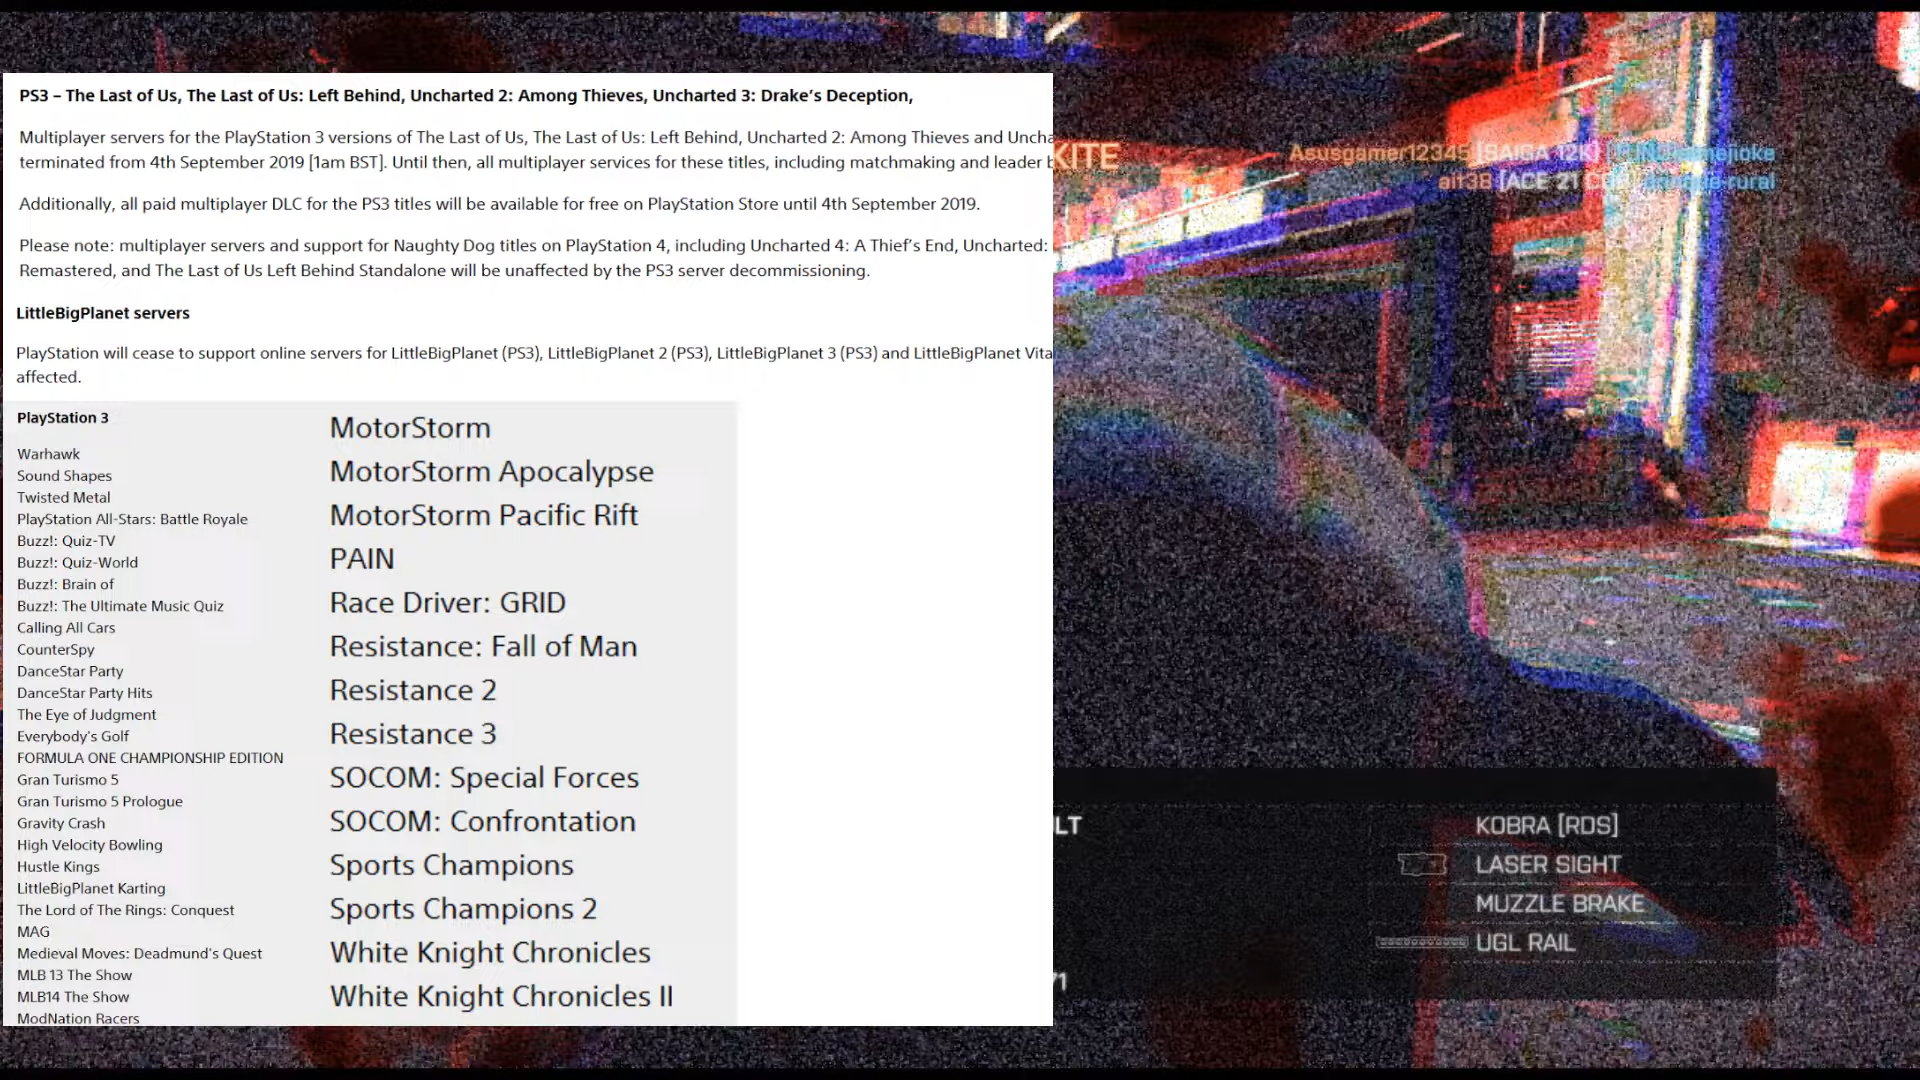 PS3 – The Last of Us, The Last of Us: Left Behind, Uncharted 2: Among Thieves, Uncharted 3: Drake's Deception,
Multiplayer servers for the PlayStation 3 versions of The Last of Us, The Last of Us: Left Behind, Uncharted 2: Among Thieves and Uncha
terminated from 4th September 2019 [1am BST]. Until then, all multiplayer services for these titles, including matchmaking and leader b
Additionally, all paid multiplayer DLC for the PS3 titles will be available for free on PlayStation Store until 4th September 2019.
Please note: multiplayer servers and support for Naughty Dog titles on PlayStation 4, including Uncharted 4: A Thief's End, Uncharted:
Remastered, and The Last of Us Left Behind Standalone will be unaffected by the PS3 server decommissioning.
LittleBigPlanet servers
PlayStation will cease to support online servers for LittleBigPlanet (PS3), LittleBigPlanet 2 (PS3), LittleBigPlanet 3 (PS3) and LittleBigPlanet Vita
affected.
PlayStation 3
Warhawk
Sound Shapes
Twisted Metal
PlayStation All-Stars: Battle Royale
Buzz!: Quiz-TV
Buzz!: Quiz-World
Buzz!: Brain of
Buzz!: The Ultimate Music Quiz
Calling All Cars
CounterSpy
DanceStar Party
DanceStar Party Hits
The Eye of Judgment
Everybody's Golf
FORMULA ONE CHAMPIONSHIP EDITION
Gran Turismo 5
Gran Turismo 5 Prologue
Gravity Crash
High Velocity Bowling
Hustle Kings
LittleBigPlanet Karting
The Lord of The Rings: Conquest
MAG
Medieval Moves: Deadmund's Quest
MLB 13 The Show
MLB14 The Show
ModNation Racers
MotorStorm
MotorStorm Apocalypse
MotorStorm Pacific Rift
PAIN
Race Driver: GRID
Resistance: Fall of Man
Resistance 2
Resistance 3
SOCOM: Special Forces
SOCOM: Confrontation
Sports Champions
Sports Champions 2
White Knight Chronicles
White Knight Chronicles II
KITE
Asusgamer12345 [SAIGA 12K]
[ACE 21
rural
LT
71
KOBRA [RDS]
LASER SIGHT
MUZZLE BRAKE
UGL RAIL